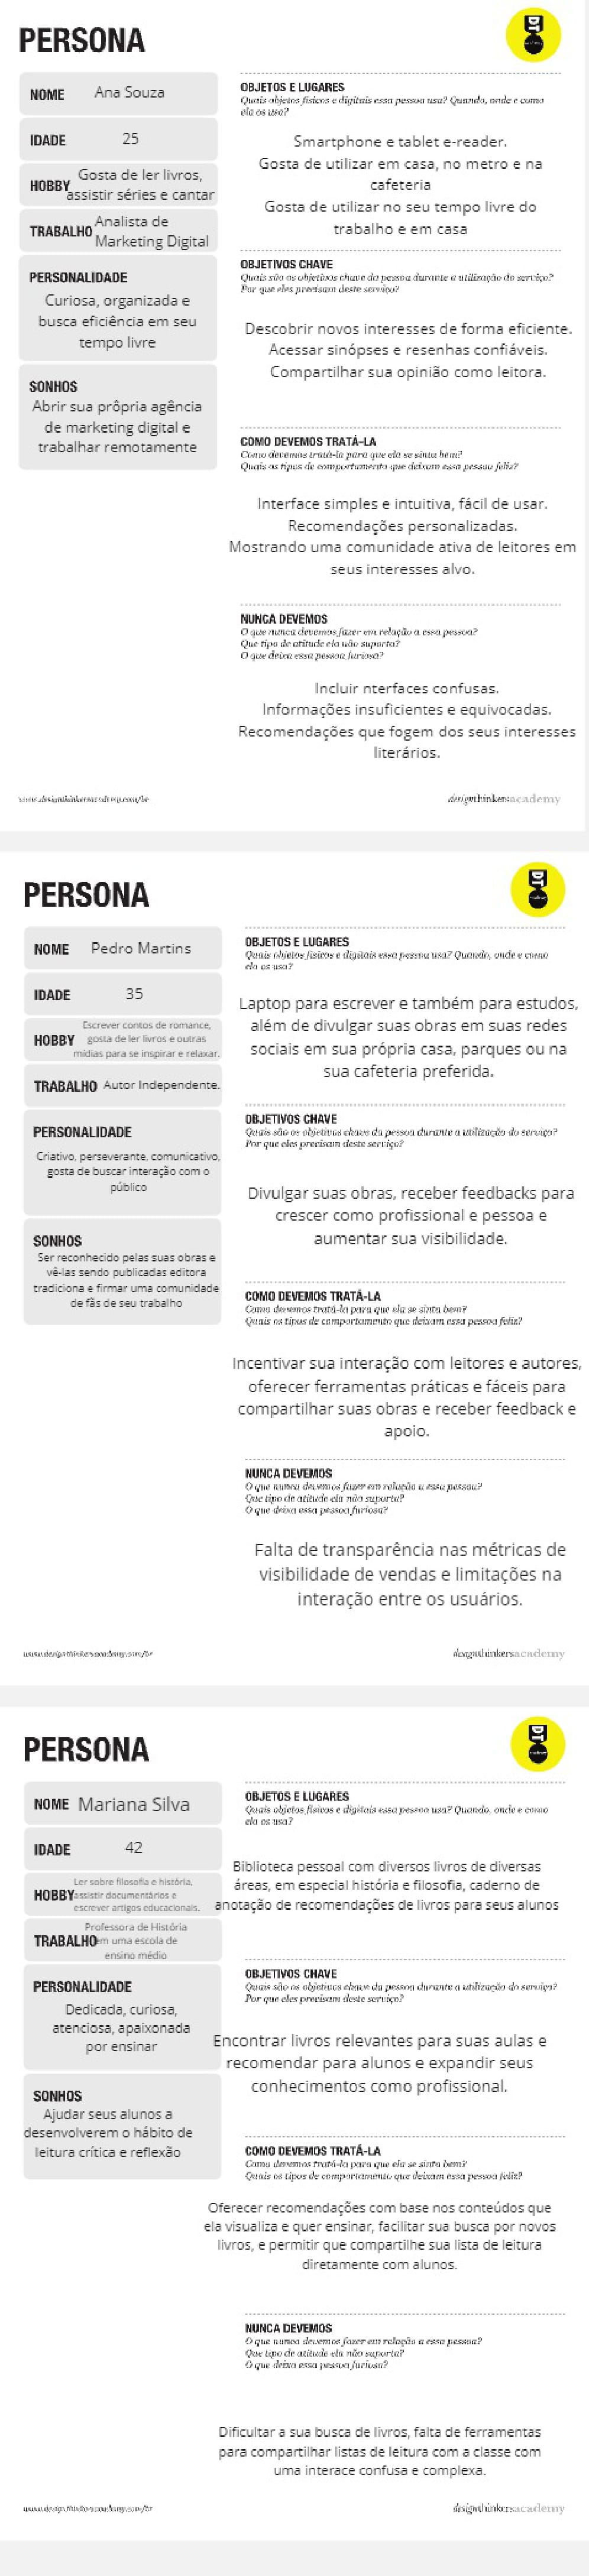 PERSONA
DT
NOME Ana Souza
IDADE 25
HOBBY Gosta de ler livros,
assistir séries e cantar
TRABALHO Analista de
Marketing Digital
PERSONALIDADE
Curiosa, organizada e
busca eficiência em seu
tempo livre
SONHOS
Abrir sua prôpria agência
de marketing digital e
trabalhar remotamente
OBJETOS E LUGARES
Quais objetos físicos e digitais essa pessoa usa? Quando, onde e como
ela os usa?
Smartphone e tablet e-reader.
Gosta de utilizar em casa, no metro e na
cafeteria
Gosta de utilizar no seu tempo livre do
trabalho e em casa
OBJETIVOS CHAVE
Quais são os objetivos chave da pessoa durante a utilização do serviço?
Por que eles precisam deste serviço?
Descobrir novos interesses de forma eficiente.
Acessar sinópses e resenhas confiáveis.
Compartilhar sua opinião como leitora.
COMO DEVEMOS TRATÁ-LA
Como devemos tratá-la para que ela se sinta bem?
Quais os tipos de comportamento que deixam essa pessoa feliz?
Interface simples e intuitiva, fácil de usar.
Recomendações personalizadas.
Mostrando uma comunidade ativa de leitores em
seus interesses alvo.
NUNCA DEVEMOS
O que nunca devemos fazer em relação a essa pessoa?
Que tipo de atitude ela não suporta?
O que deixa essa pessoa furiosa?
Incluir nterfaces confusas.
Informações insuficientes e equivocadas.
Recomendações que fogem dos seus interesses
literários.
www.designthinkersacademy.com/br
designthinkersacademy
PERSONA
DT
NOME Pedro Martins
IDADE 35
HOBBY Escrever contos de romance,
gosta de ler livros e outras
mídias para se inspirar e relaxar.
TRABALHO Autor Independente.
PERSONALIDADE
Criativo, perseverante, comunicativo,
gosta de buscar interação com o
público
SONHOS
Ser reconhecido pelas suas obras e
vê-las sendo publicadas editora
tradiciona e firmar uma comunidade
de fãs de seu trabalho
OBJETOS E LUGARES
Quais objetos físicos e digitais essa pessoa usa? Quando, onde e como
ela os usa?
Laptop para escrever e também para estudos,
além de divulgar suas obras em suas redes
sociais em sua própria casa, parques ou na
sua cafeteria preferida.
OBJETIVOS CHAVE
Quais são os objetivos chave da pessoa durante a utilização do serviço?
Por que eles precisam deste serviço?
Divulgar suas obras, receber feedbacks para
crescer como profissional e pessoa e
aumentar sua visibilidade.
COMO DEVEMOS TRATÁ-LA
Como devemos tratá-la para que ela se sinta bem?
Quais os tipos de comportamento que deixam essa pessoa feliz?
Incentivar sua interação com leitores e autores,
oferecer ferramentas práticas e fáceis para
compartilhar suas obras e receber feedback e
apoio.
NUNCA DEVEMOS
O que nunca devemos fazer em relação a essa pessoa?
Que tipo de atitude ela não suporta?
O que deixa essa pessoa furiosa?
Falta de transparência nas métricas de
visibilidade de vendas e limitações na
interação entre os usuários.
www.designthinkersacademy.com/br
designthinkersacademy
PERSONA
DT
NOME Mariana Silva
IDADE 42
HOBBY Ler sobre filosofia e história,
assistir documentários e
escrever artigos educacionais.
TRABALHO Professora de História
em uma escola de
ensino médio
PERSONALIDADE
Dedicada, curiosa,
atenciosa, apaixonada
por ensinar
SONHOS
Ajudar seus alunos a
desenvolverem o hábito de
leitura crítica e reflexão
OBJETOS E LUGARES
Quais objetos físicos e digitais essa pessoa usa? Quando, onde e como
ela os usa?
Biblioteca pessoal com diversos livros de diversas
áreas, em especial história e filosofia, caderno de
anotação de recomendações de livros para seus alunos
OBJETIVOS CHAVE
Quais são os objetivos chave da pessoa durante a utilização do serviço?
Por que eles precisam deste serviço?
Encontrar livros relevantes para suas aulas e
recomendar para alunos e expandir seus
conhecimentos como profissional.
COMO DEVEMOS TRATÁ-LA
Como devemos tratá-la para que ela se sinta bem?
Quais os tipos de comportamento que deixam essa pessoa feliz?
Oferecer recomendações com base nos conteúdos que
ela visualiza e quer ensinar, facilitar sua busca por novos
livros, e permitir que compartilhe sua lista de leitura
diretamente com alunos.
NUNCA DEVEMOS
O que nunca devemos fazer em relação a essa pessoa?
Que tipo de atitude ela não suporta?
O que deixa essa pessoa furiosa?
Dificultar a sua busca de livros, falta de ferramentas
para compartilhar listas de leitura com a classe com
uma interace confusa e complexa.
www.designthinkersacademy.com/br
designthinkersacademy